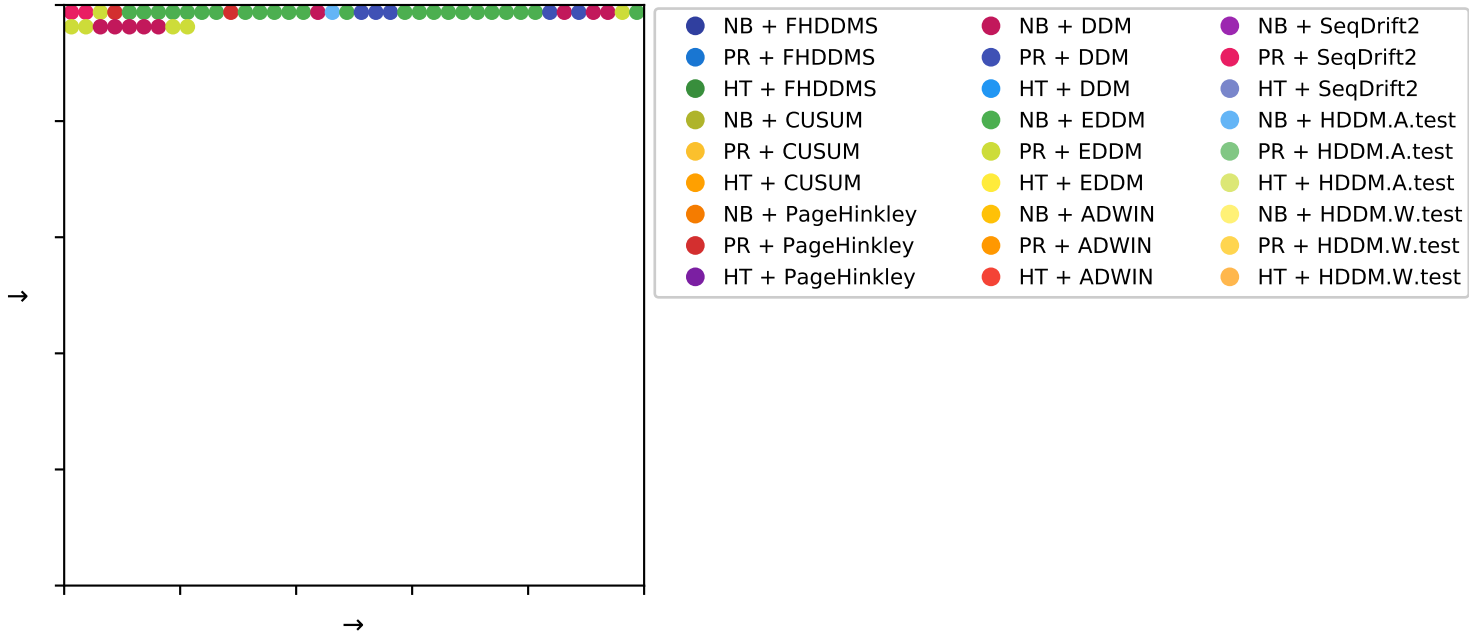 NB + FHDDMS
PR + FHDDMS
HT + FHDDMS
NB + CUSUM
PR + CUSUM
HT + CUSUM
NB + PageHinkley
PR + PageHinkley
HT + PageHinkley
NB + DDM
PR + DDM
HT + DDM
NB + EDDM
PR + EDDM
HT + EDDM
NB + ADWIN
PR + ADWIN
HT + ADWIN
NB + SeqDrift2
PR + SeqDrift2
HT + SeqDrift2
NB + HDDM.A.test
PR + HDDM.A.test
HT + HDDM.A.test
NB + HDDM.W.test
PR + HDDM.W.test
HT + HDDM.W.test
→
→